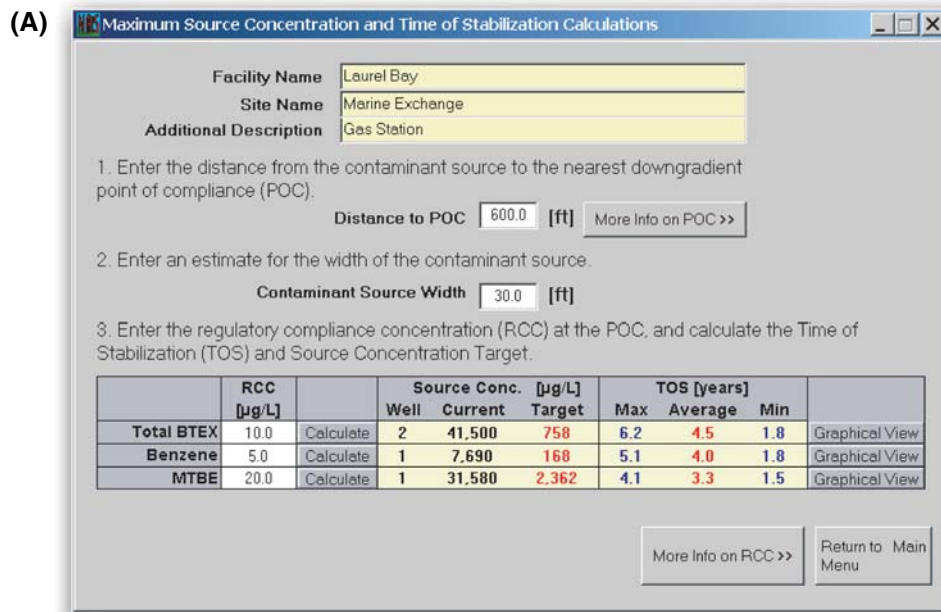 (A)
Maximum Source Concentration and Time of Stabilization Calculations
Facility Name Laurel Bay
Site Name Marine Exchange
Additional Description Gas Station
1. Enter the distance from the contaminant source to the nearest downgradient
point of compliance (POC).
Distance to POC 600.0 [ft] More Info on POC >>
2. Enter an estimate for the width of the contaminant source.
Contaminant Source Width 30.0 [ft]
3. Enter the regulatory compliance concentration (RCC) at the POC, and calculate the Time of
Stabilization (TOS) and Source Concentration Target.
RCC Source Conc. [µg/L] TOS [years]
[µg/L] Well Current Target Max Average Min
Total BTEX 10.0 Calculate 2 41,500 758 6.2 4.5 1.8 Graphical View
Benzene 5.0 Calculate 1 7,690 168 5.1 4.0 1.8 Graphical View
MTBE 20.0 Calculate 1 31,580 2,362 4.1 3.3 1.5 Graphical View
More Info on RCC >> Return to Main
Menu